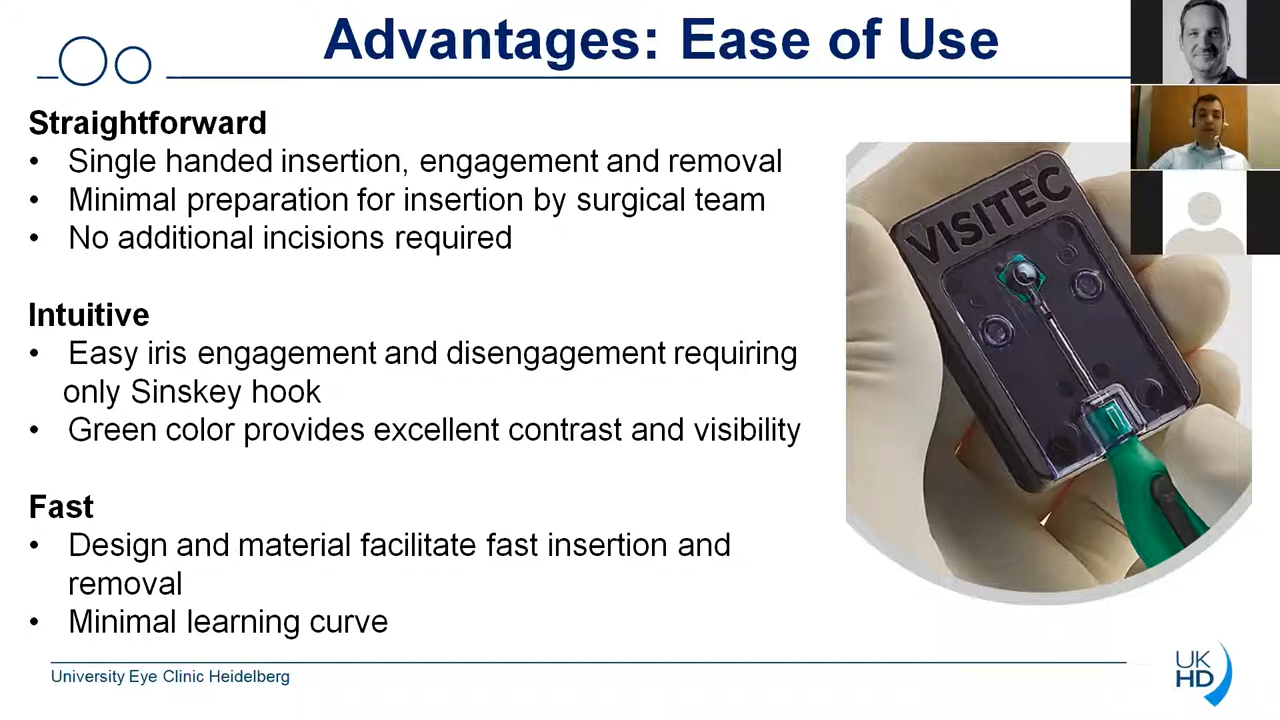 Advantages: Ease of Use
Straightforward
• Single handed insertion, engagement and removal
• Minimal preparation for insertion by surgical team
• No additional incisions required
Intuitive
• Easy iris engagement and disengagement requiring
only Sinskey hook
• Green color provides excellent contrast and visibility
Fast
• Design and material facilitate fast insertion and
removal
• Minimal learning curve
VISITEC
University Eye Clinic Heidelberg
UK
HD